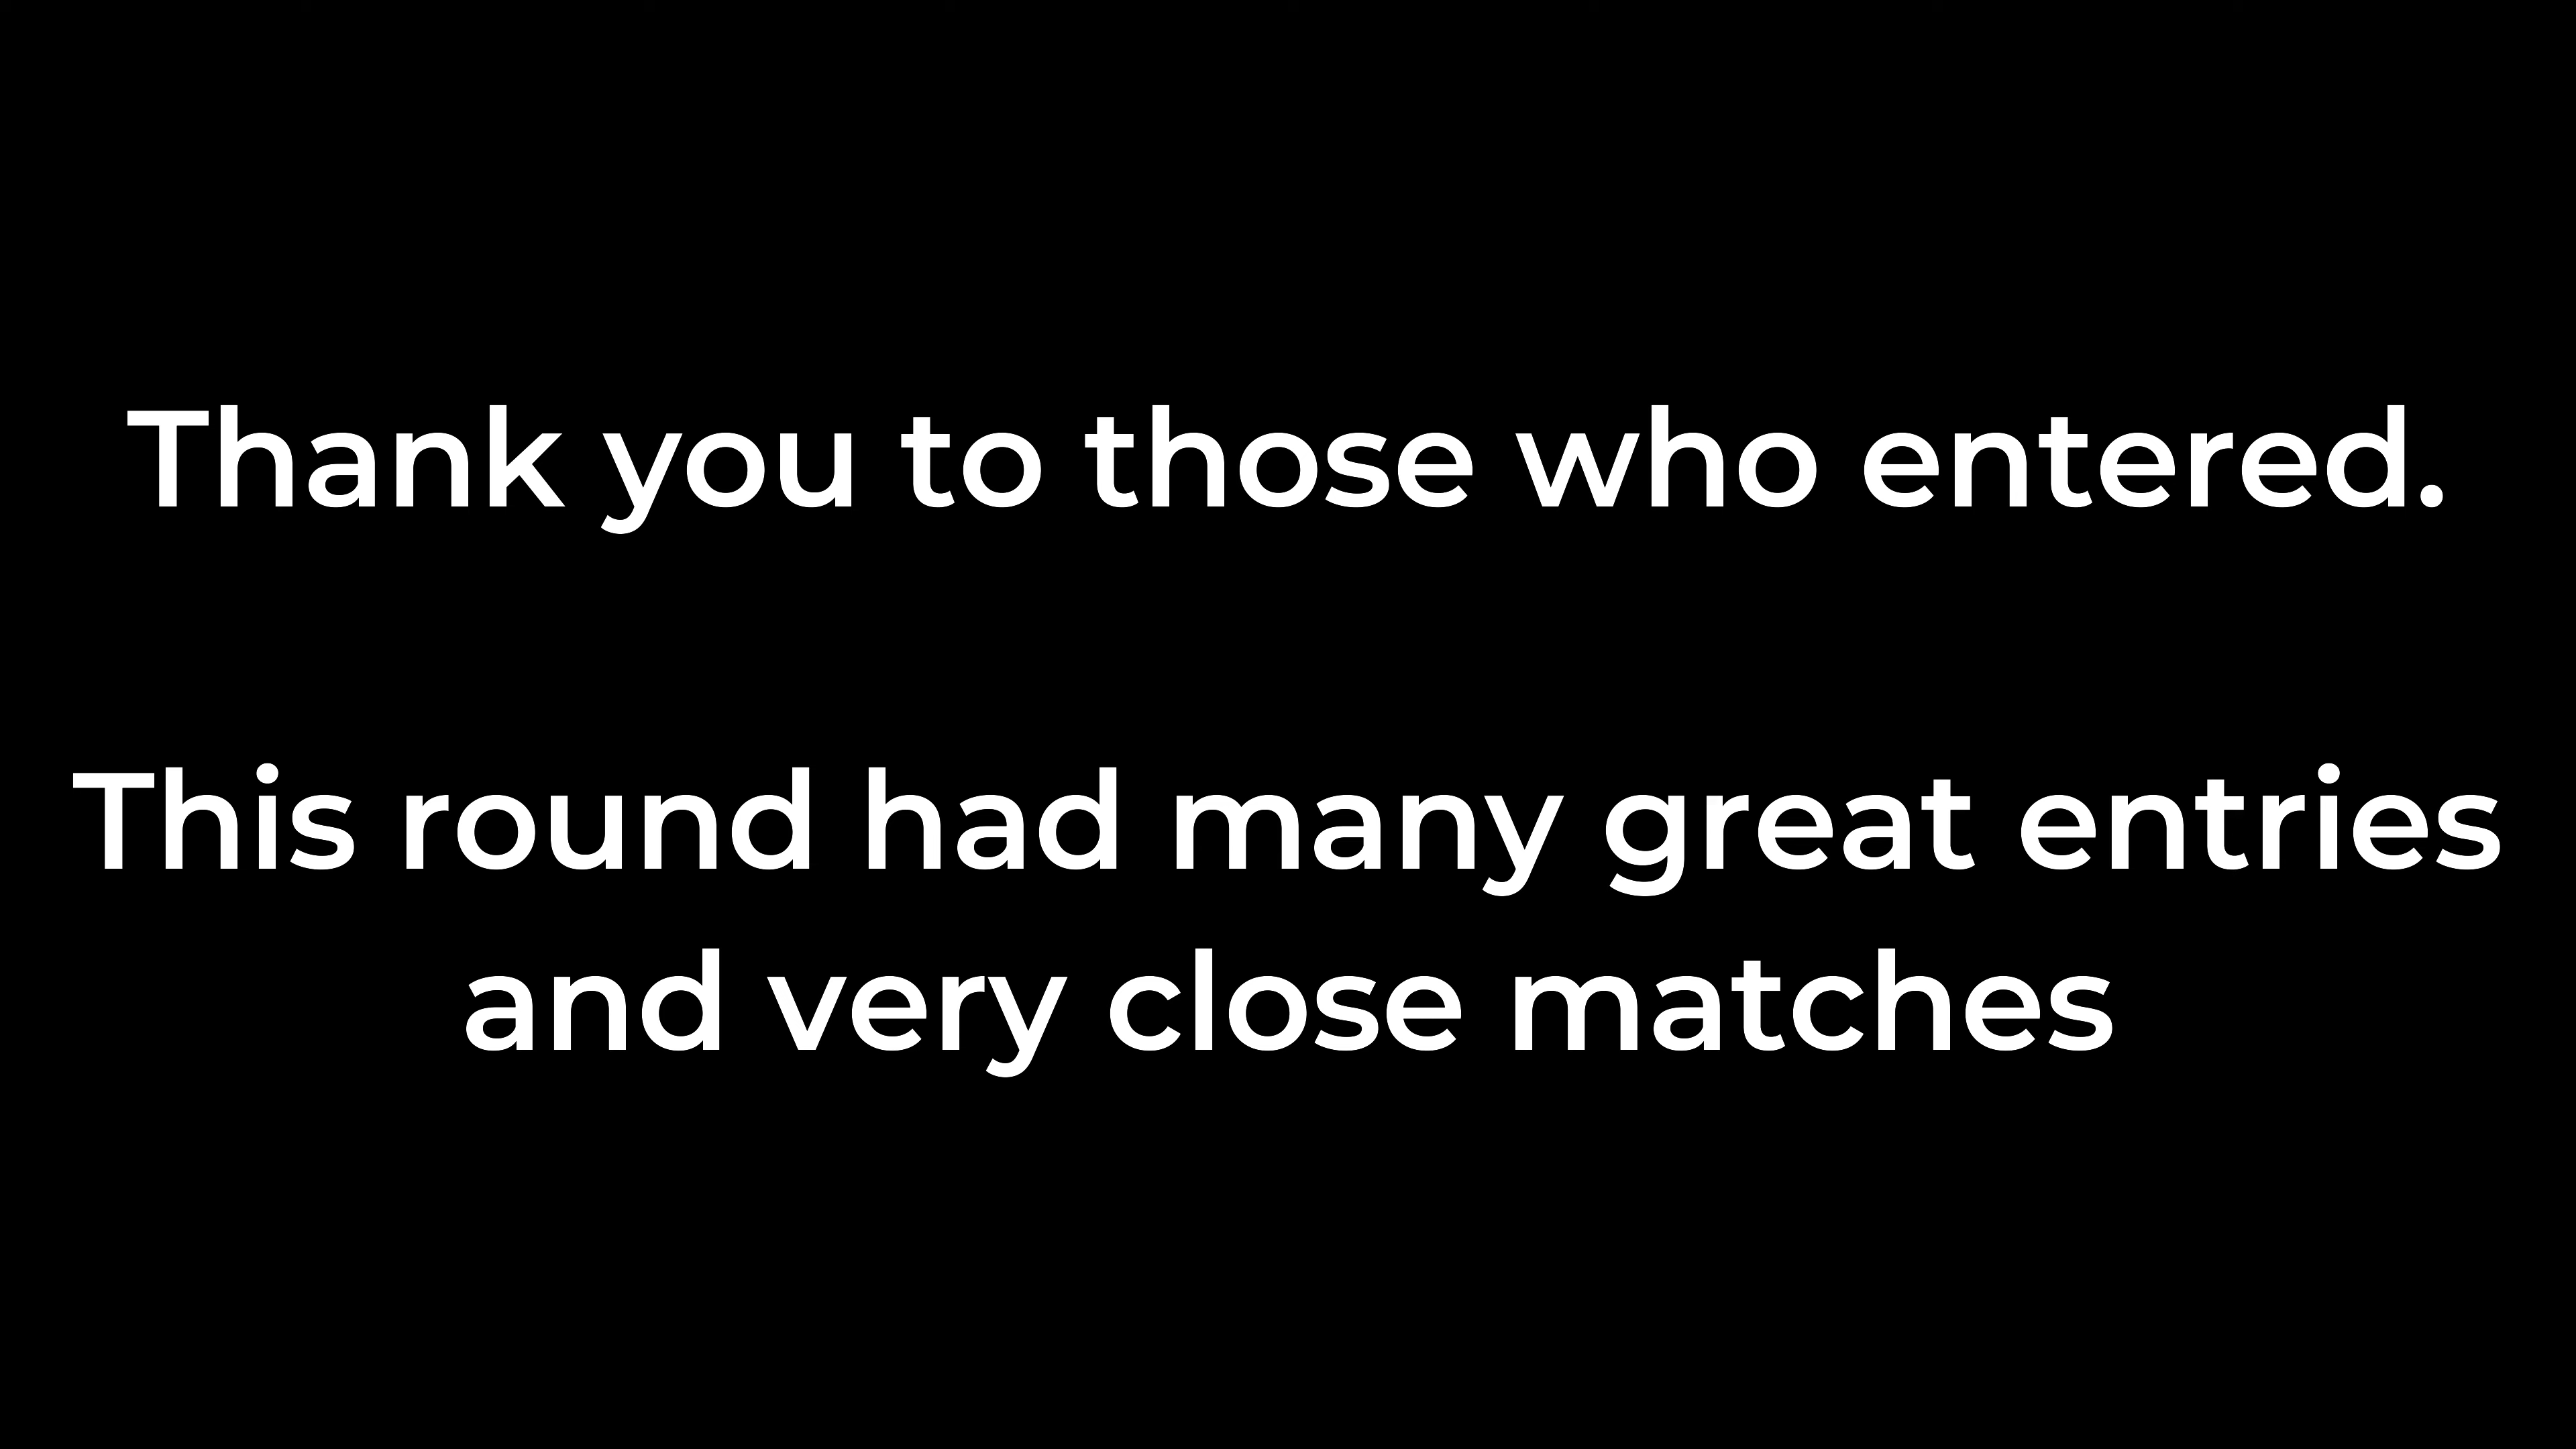 Thank you to those who entered.
This round had many great entries
and very close matches